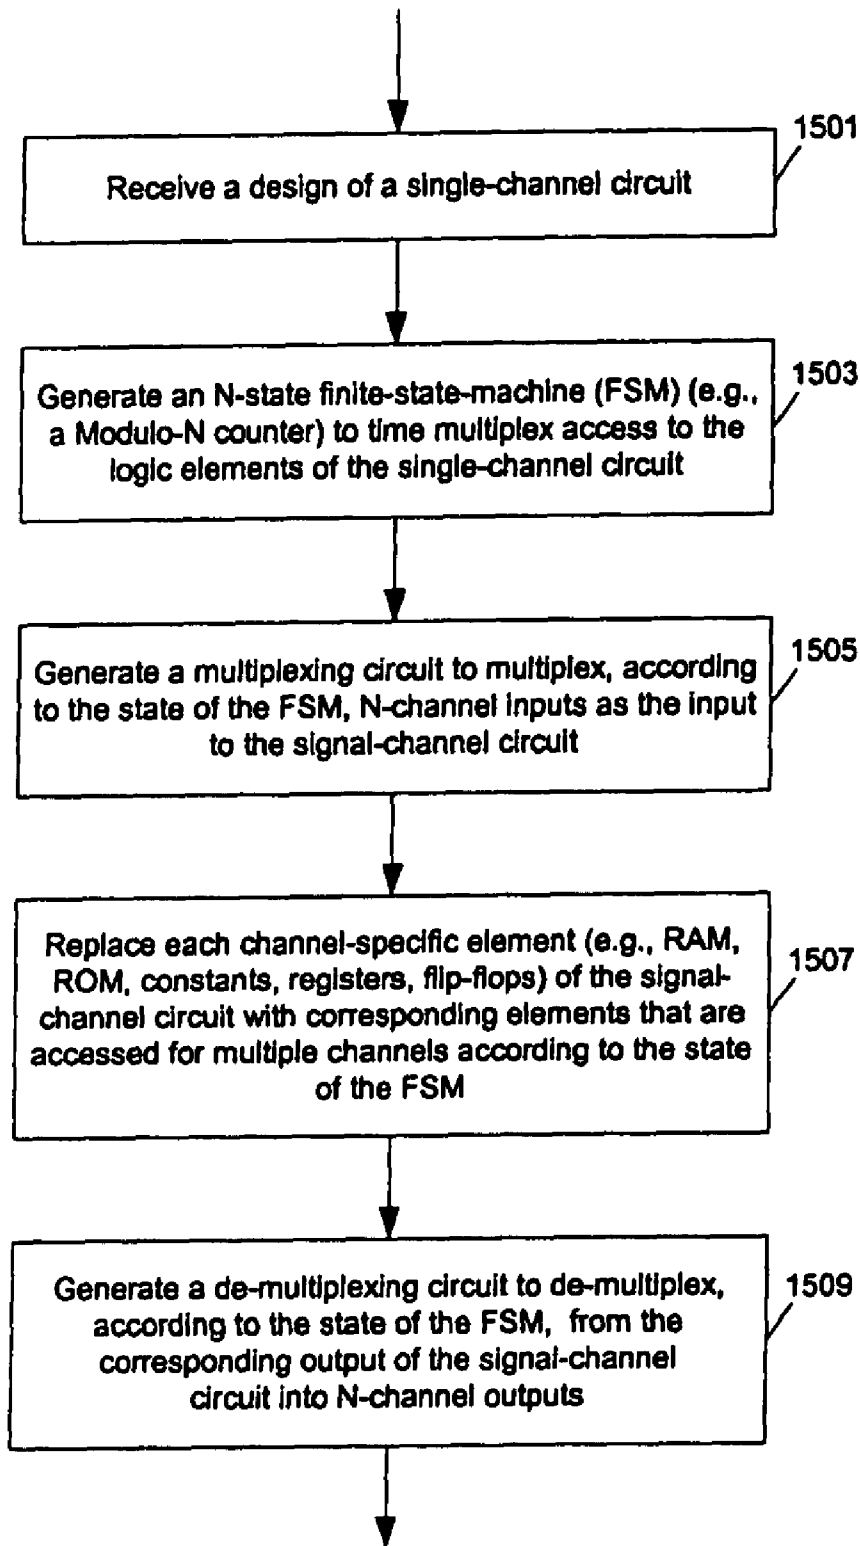 1501
Receive a design of a single-channel circuit
1503
Generate an N-state finite-state-machine (FSM) (e.g.,
a Modulo-N counter) to time multiplex access to the
logic elements of the single-channel circuit
1505
Generate a multiplexing circuit to multiplex, according
to the state of the FSM, N-channel inputs as the input
to the signal-channel circuit
1507
Replace each channel-specific element (e.g., RAM,
ROM, constants, registers, flip-flops) of the signal-
channel circuit with corresponding elements that are
accessed for multiple channels according to the state
of the FSM
1509
Generate a de-multiplexing circuit to de-multiplex,
according to the state of the FSM, from the
corresponding output of the signal-channel
circuit into N-channel outputs